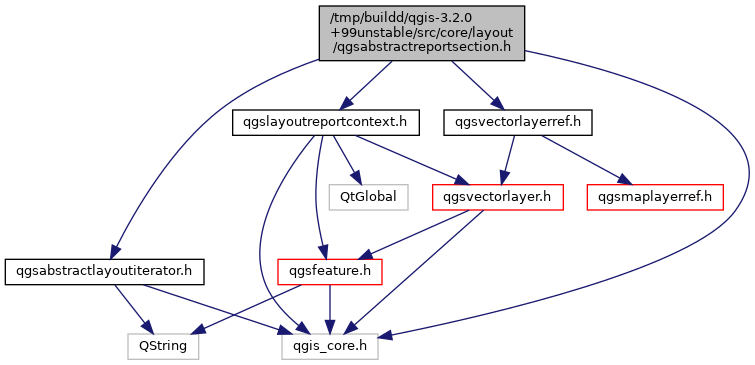 /tmp/buildd/qgis-3.2.0
+99unstable/src/core/layout
/qgsabstractreportsection.h
qgslayoutreportcontext.h
qgsvectorlayerref.h
QtGlobal
qgsvectorlayer.h
qgsmaplayerref.h
qgsabstractlayoutiterator.h
qgsfeature.h
QString
qgis_core.h